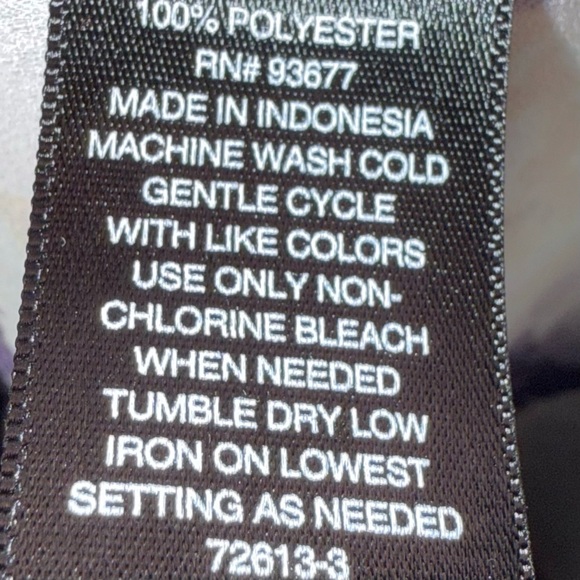 100% POLYESTER
RN# 93677
MADE IN INDONESIA
MACHINE WASH COLD
GENTLE CYCLE
WITH LIKE COLORS
USE ONLY NON-
CHLORINE BLEACH
WHEN NEEDED
TUMBLE DRY LOW
IRON ON LOWEST
SETTING AS NEEDED
72613-3